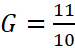 G = 11/10